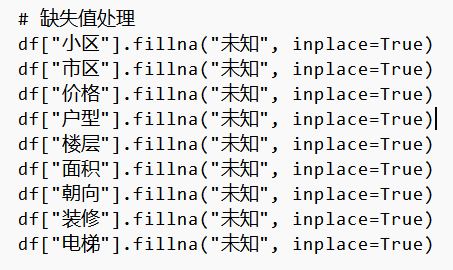 # 缺失值处理
df["小区"].fillna("未知", inplace=True)
df["市区"].fillna("未知", inplace=True)
df["价格"].fillna("未知", inplace=True)
df["户型"].fillna("未知", inplace=True)
df["楼层"].fillna("未知", inplace=True)
df["面积"].fillna("未知", inplace=True)
df["朝向"].fillna("未知", inplace=True)
df["装修"].fillna("未知", inplace=True)
df["电梯"].fillna("未知", inplace=True)